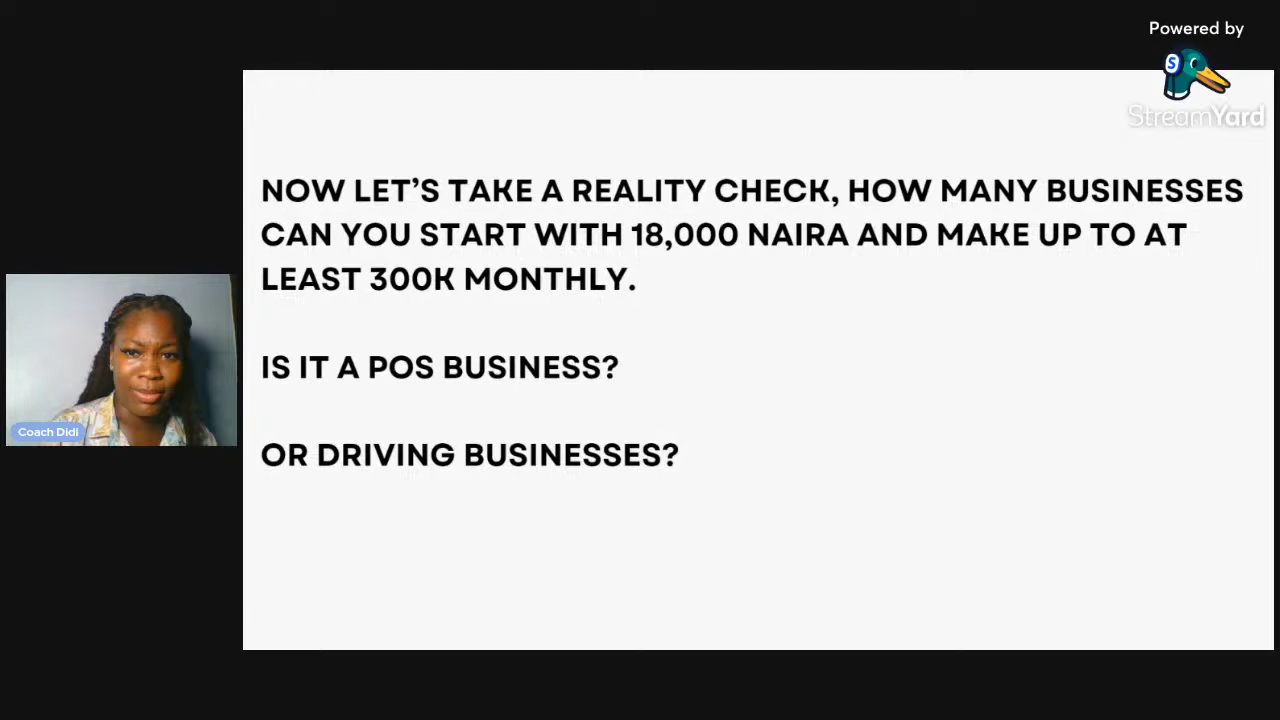 Powered by
S
StreamYard
NOW LET’S TAKE A REALITY CHECK, HOW MANY BUSINESSES
CAN YOU START WITH 18,000 NAIRA AND MAKE UP TO AT
LEAST 300K MONTHLY.
IS IT A POS BUSINESS?
OR DRIVING BUSINESSES?
Coach Didi